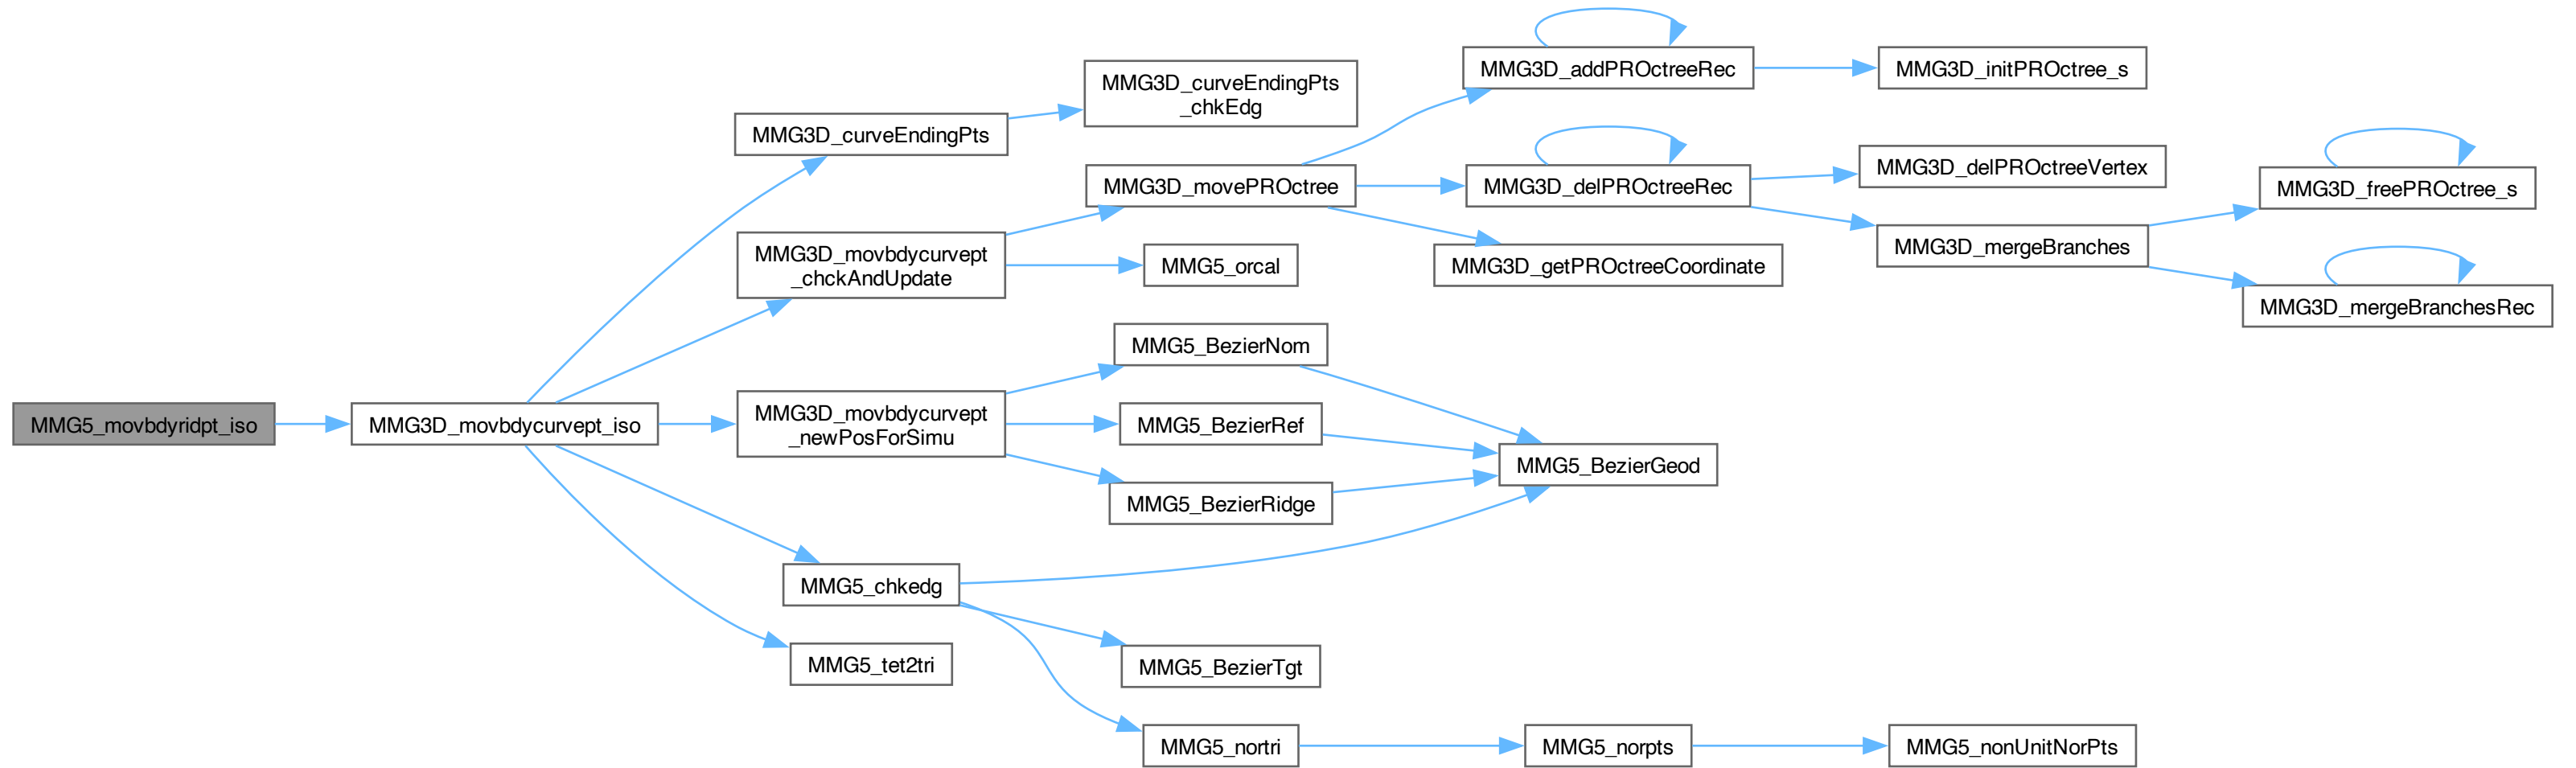 MMG5_movbdyridpt_iso
MMG3D_movbdycurvept_iso
MMG3D_curveEndingPts
MMG3D_curveEndingPts
_chkEdg
MMG3D_movbdycurvept
_chckAndUpdate
MMG3D_movePROctree
MMG3D_addPROctreeRec
MMG3D_initPROctree_s
MMG3D_delPROctreeRec
MMG3D_delPROctreeVertex
MMG3D_mergeBranches
MMG3D_freePROctree_s
MMG3D_mergeBranchesRec
MMG3D_getPROctreeCoordinate
MMG5_orcal
MMG3D_movbdycurvept
_newPosForSimu
MMG5_BezierNom
MMG5_BezierRef
MMG5_BezierRidge
MMG5_BezierGeod
MMG5_chkedg
MMG5_BezierTgt
MMG5_nortri
MMG5_norpts
MMG5_nonUnitNorPts
MMG5_tet2tri